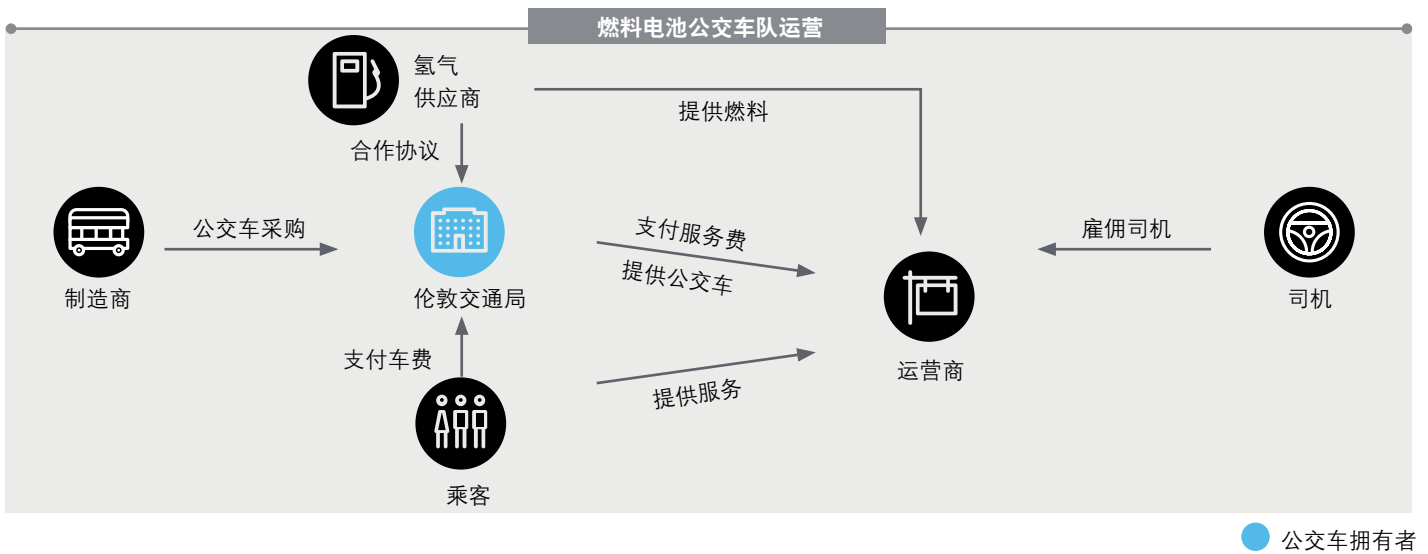 燃料电池公交车队运营
氢气
供应商
提供燃料
合作协议
公交车采购
支付服务费
提供公交车
雇佣司机
制造商
伦敦交通局
司机
支付车费
提供服务
运营商
乘客
公交车拥有者